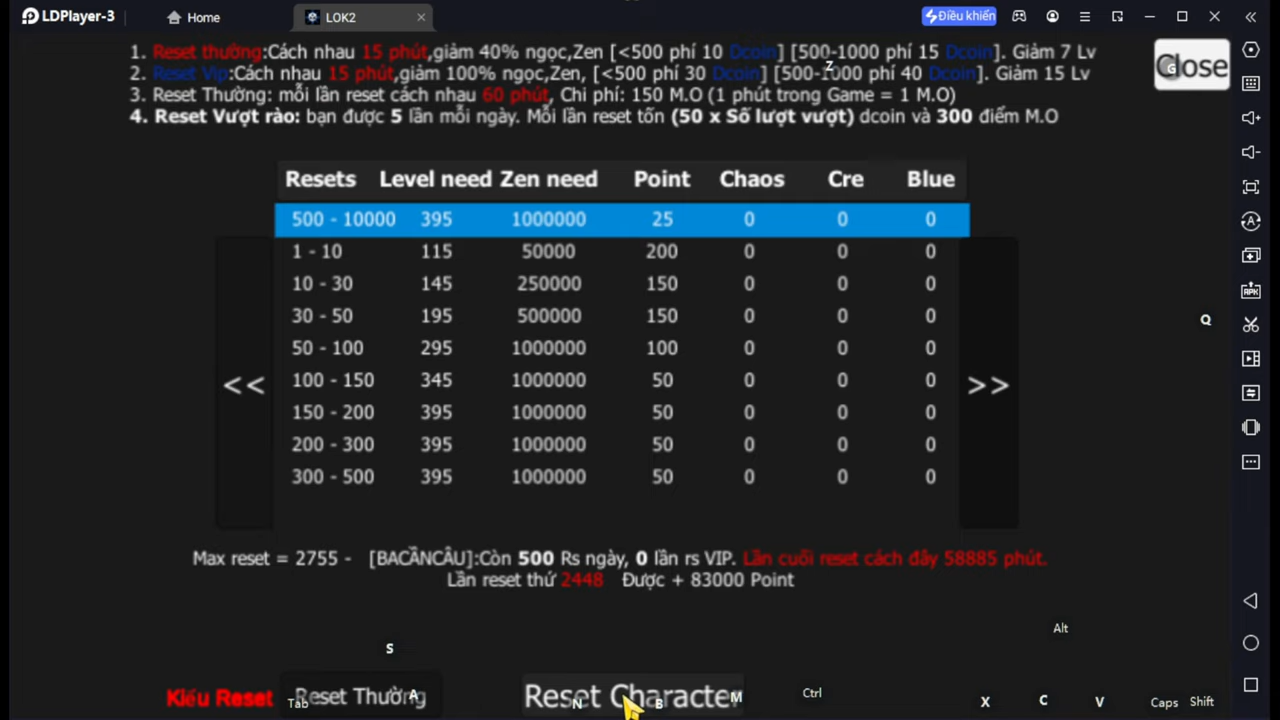 LDPlayer-3 Home LOK2 Điều khiển
1. Reset thường:Cách nhau 15 phút,giảm 40% ngọc,Zen [<500 phí 10 Dcoin] [500-1000 phí 15 Dcoin]. Giảm 7 Lv
2. Reset Vip:Cách nhau 15 phút,giảm 100% ngọc,Zen, [<500 phí 30 Dcoin] [500-1000 phí 40 Dcoin]. Giảm 15 Lv
3. Reset Thường: mỗi lần reset cách nhau 60 phút, Chi phí: 150 M.O (1 phút trong Game = 1 M.O)
4. Reset Vượt rào: bạn được 5 lần mỗi ngày. Mỗi lần reset tốn (50 x Số lượt vượt) dcoin và 300 điểm M.O
Z
Close
G
Resets Level need Zen need Point Chaos Cre Blue
500 - 10000 395 1000000 25 0 0 0
1 - 10 115 50000 200 0 0 0
10 - 30 145 250000 150 0 0 0
30 - 50 195 500000 150 0 0 0
50 - 100 295 1000000 100 0 0 0
100 - 150 345 1000000 50 0 0 0
150 - 200 395 1000000 50 0 0 0
200 - 300 395 1000000 50 0 0 0
300 - 500 395 1000000 50 0 0 0
<< >>
Q
APK
Max reset = 2755 - [BACẦNCÂU]:Còn 500 Rs ngày, 0 lần rs VIP. Lần cuối reset cách đây 58885 phút.
Lần reset thứ 2448 Được + 83000 Point
Alt
S
Kiểu Reset Reset Thường Reset Character
Tab A N B M Ctrl X C V Caps Shift